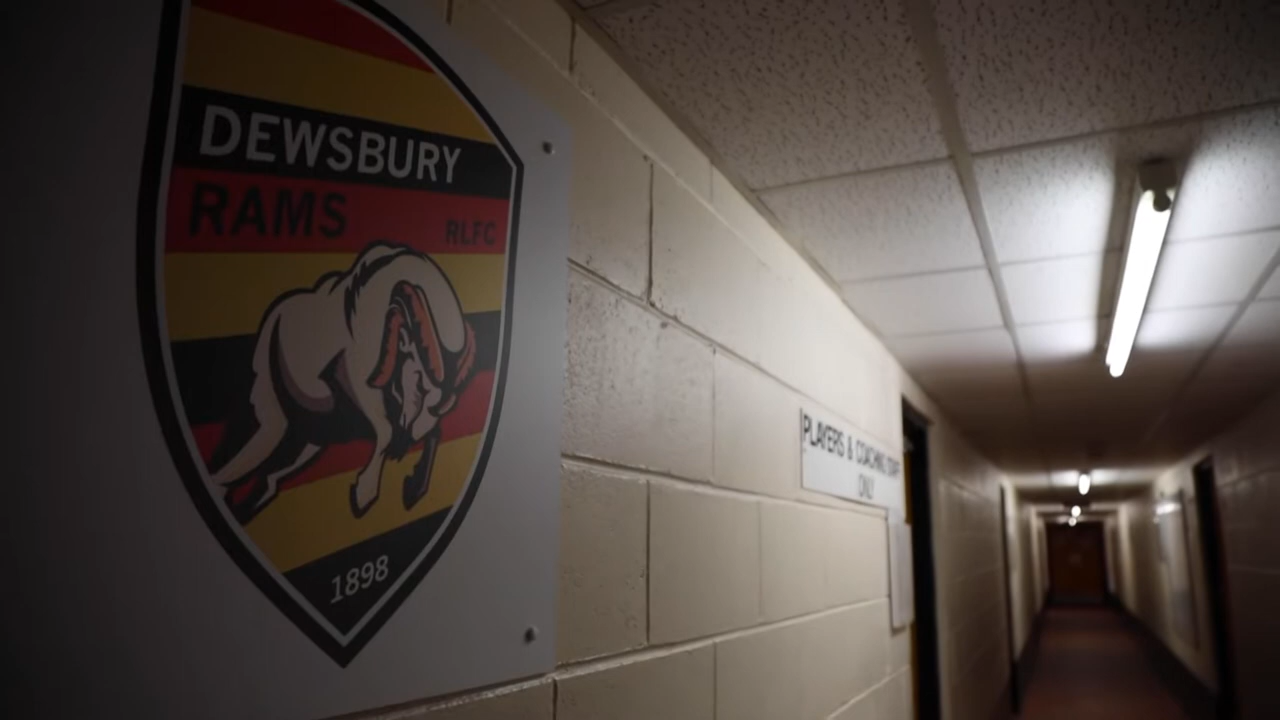 DEWSBURY
RAMS
RLFC
1898
PLAYERS & COACHING STAFF
ONLY